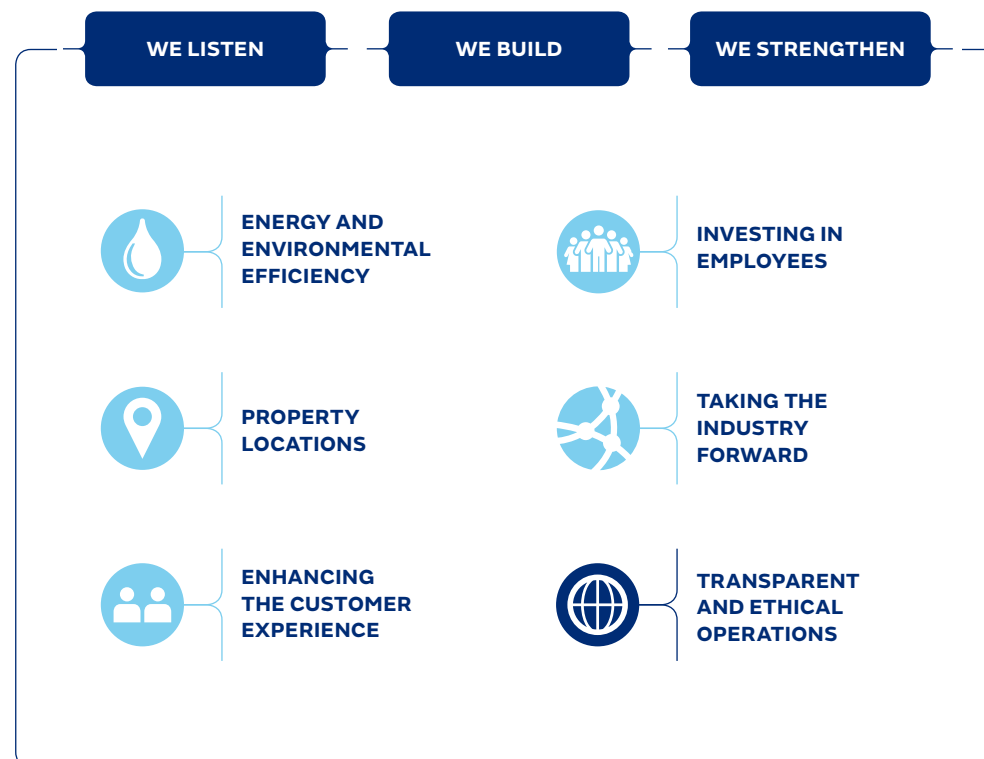 WE LISTEN
WE BUILD
WE STRENGTHEN
ENERGY AND
ENVIRONMENTAL
EFFICIENCY
INVESTING IN
EMPLOYEES
PROPERTY
LOCATIONS
TAKING THE
INDUSTRY
FORWARD
ENHANCING
THE CUSTOMER
EXPERIENCE
TRANSPARENT
AND ETHICAL
OPERATIONS